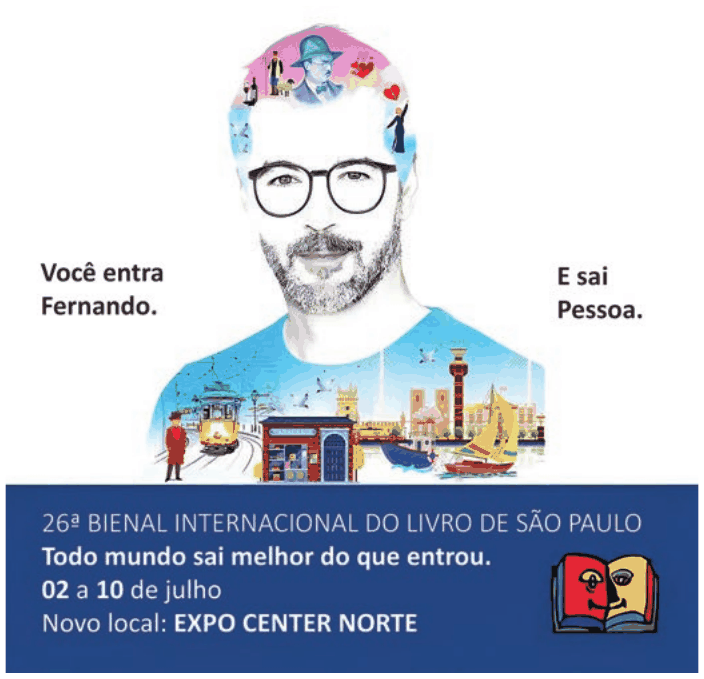 Você entra
Fernando.
E sai
Pessoa.
26ª BIENAL INTERNACIONAL DO LIVRO DE SÃO PAULO
Todo mundo sai melhor do que entrou.
02 a 10 de julho
Novo local: EXPO CENTER NORTE